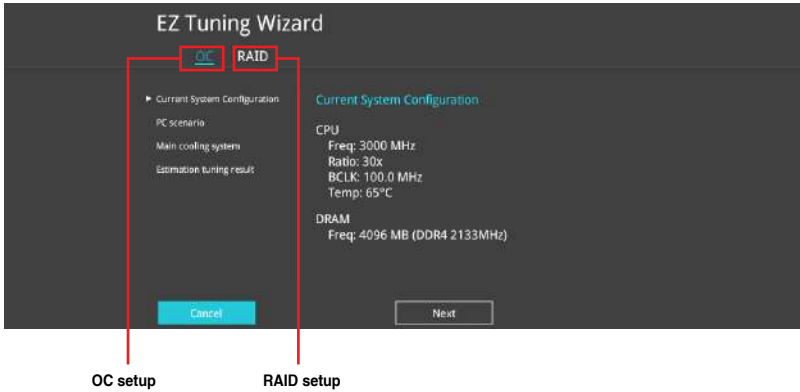 EZ Tuning Wizard
OC RAID
► Current System Configuration
PC scenario
Main cooling system
Estimation tuning result
Current System Configuration
CPU
Freq: 3000 MHz
Ratio: 30x
BCLK: 100.0 MHz
Temp: 65°C
DRAM
Freq: 4096 MB (DDR4 2133MHz)
Cancel
Next
OC setup
RAID setup